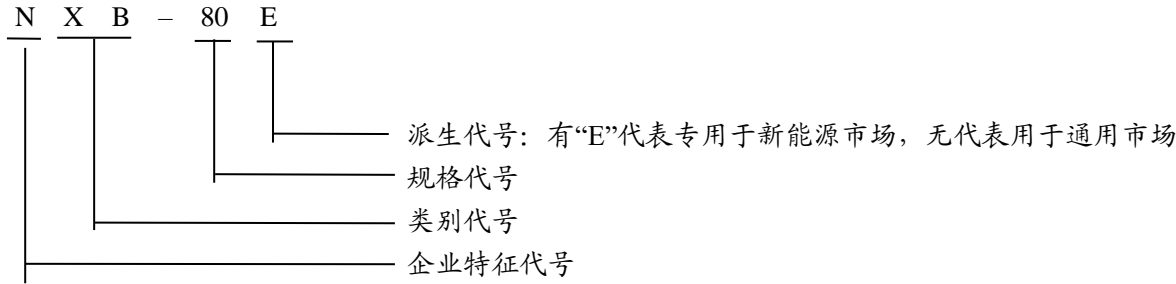 N X B – 80 E
派生代号：有“E”代表专用于新能源市场，无代表用于通用市场
规格代号
类别代号
企业特征代号